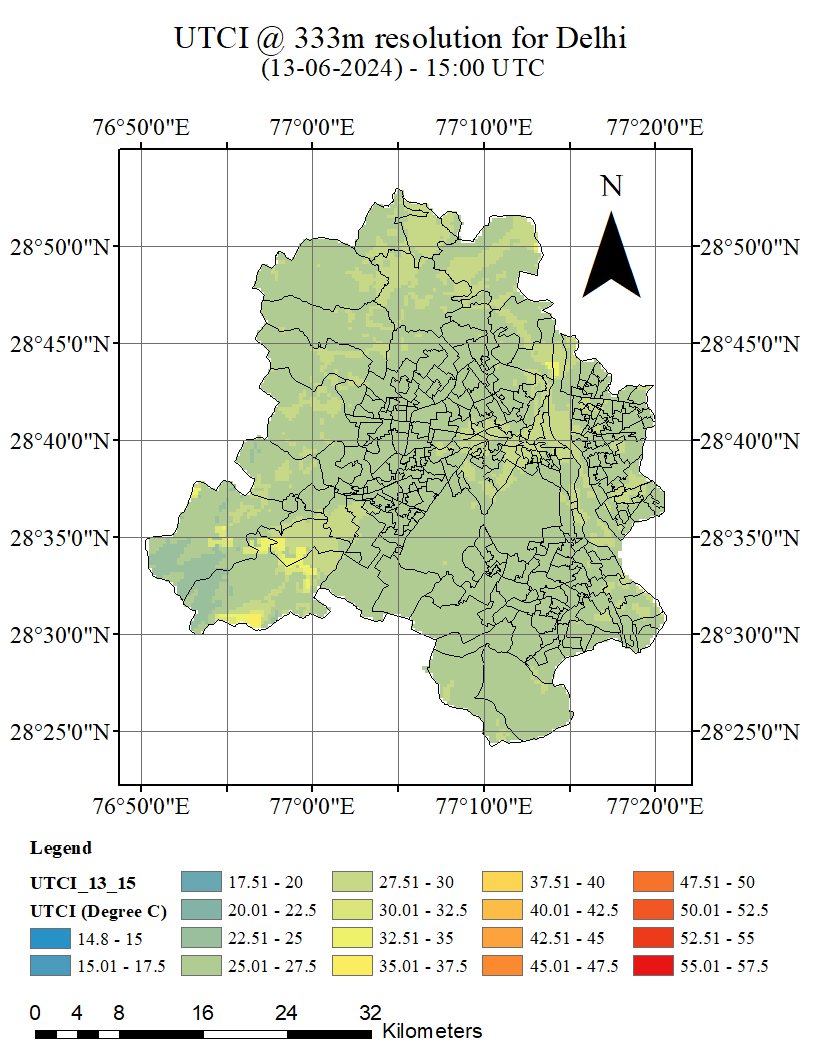 UTCI @ 333m resolution for Delhi
(13-06-2024) - 15:00 UTC
76°50'0"E 77°0'0"E 77°10'0"E 77°20'0"E
N
28°50'0"N 28°50'0"N
28°45'0"N 28°45'0"N
28°40'0"N 28°40'0"N
28°35'0"N 28°35'0"N
28°30'0"N 28°30'0"N
28°25'0"N 28°25'0"N
76°50'0"E 77°0'0"E 77°10'0"E 77°20'0"E
Legend
UTCI_13_15 17.51 - 20 27.51 - 30 37.51 - 40 47.51 - 50
UTCI (Degree C) 20.01 - 22.5 30.01 - 32.5 40.01 - 42.5 50.01 - 52.5
14.8 - 15 22.51 - 25 32.51 - 35 42.51 - 45 52.51 - 55
15.01 - 17.5 25.01 - 27.5 35.01 - 37.5 45.01 - 47.5 55.01 - 57.5
0 4 8 16 24 32
Kilometers